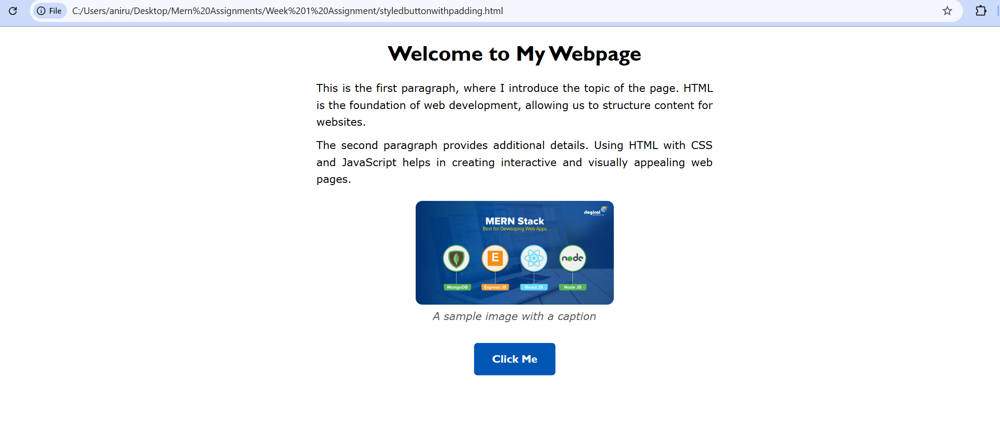 File C:/Users/aniru/Desktop/Mern%20Assignments/Week%201%20Assignment/styledbuttonwithpadding.html
Welcome to My Webpage
This is the first paragraph, where I introduce the topic of the page. HTML
is the foundation of web development, allowing us to structure content for
websites.
The second paragraph provides additional details. Using HTML with CSS
and JavaScript helps in creating interactive and visually appealing web
pages.
rlogical
MERN Stack
Best for Developing Web Apps
E
node
MongoDB Express JS React JS Node JS
A sample image with a caption
Click Me